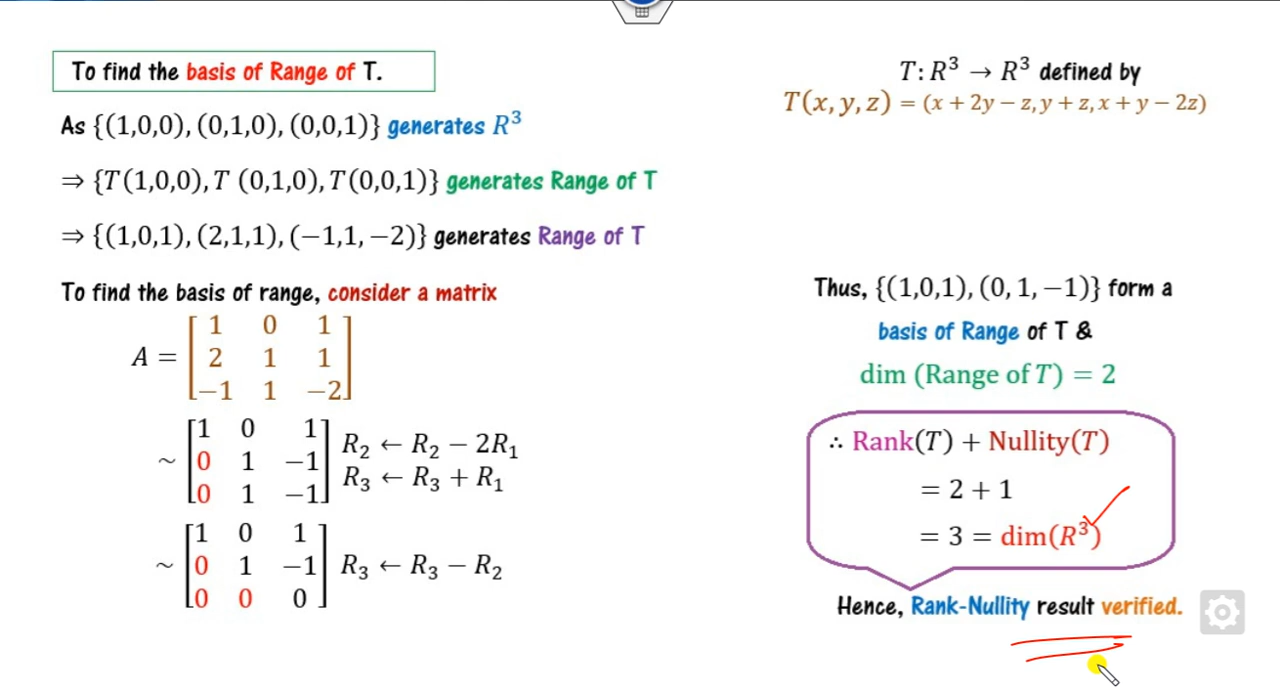 To find the basis of Range of T.
As {(1,0,0), (0,1,0), (0,0,1)} generates R³
⇒ {T(1,0,0), T (0,1,0), T(0,0,1)} generates Range of T
⇒ {(1,0,1), (2,1,1), (−1,1, −2)} generates Range of T
To find the basis of range, consider a matrix
A = [1 0 1
2 1 1
−1 1 −2]
~ [1 0 1
0 1 −1
0 1 −1] R₂ ← R₂ − 2R₁
R₃ ← R₃ + R₁
~ [1 0 1
0 1 −1
0 0 0] R₃ ← R₃ − R₂
T: R³ → R³ defined by
T(x, y, z) = (x + 2y − z, y + z, x + y − 2z)
Thus, {(1,0,1), (0, 1, −1)} form a
basis of Range of T &
dim (Range of T) = 2
∴ Rank(T) + Nullity(T)
= 2 + 1
= 3 = dim(R³)
Hence, Rank-Nullity result verified.